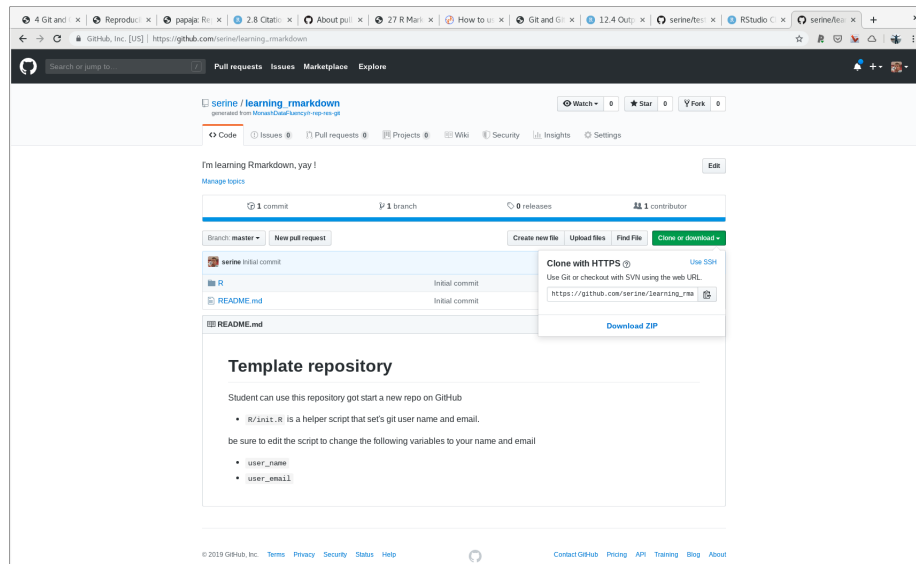 4 Git and Reproduci papaja: Re 2.8 Citatio About pull 27 R Mark How to us Git and Git 12.4 Outp serine/test RStudio C serine/lear
GitHub, Inc. [US] | https://github.com/serine/learning_rmarkdown
Search or jump to... / Pull requests Issues Marketplace Explore
serine / learning_rmarkdown Watch 0 Star 0 Fork 0
generated from MonashDataFluency/r-rep-res-git
Code Issues 0 Pull requests 0 Projects 0 Wiki Security Insights Settings
I'm learning Rmarkdown, yay ! Edit
Manage topics
1 commit 1 branch 0 releases 1 contributor
Branch: master New pull request Create new file Upload files Find File Clone or download
serine Initial commit
R Initial commit
README.md Initial commit
Clone with HTTPS Use SSH
Use Git or checkout with SVN using the web URL.
https://github.com/serine/learning_rma
Download ZIP
README.md
Template repository
Student can use this repository got start a new repo on GitHub
• R/init.R is a helper script that set's git user name and email.
be sure to edit the script to change the following variables to your name and email
• user_name
• user_email
© 2019 GitHub, Inc. Terms Privacy Security Status Help Contact GitHub Pricing API Training Blog About